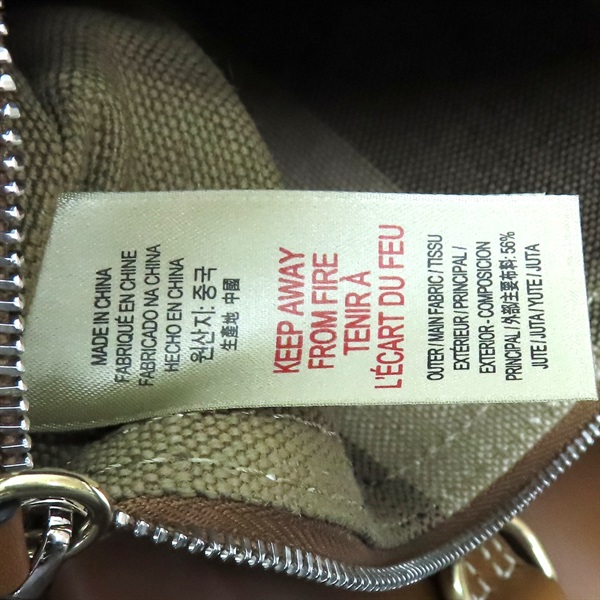 MADE IN CHINA
FABRIQUÉ EN CHINE
FABRICADO NA CHINA
HECHO EN CHINA
원산지: 중국
生產地 中國
KEEP AWAY
FROM FIRE
TENIR À
L'ÉCART DU FEU
OUTER / MAIN FABRIC / TISSU
EXTÉRIEUR / PRINCIPAL /
EXTERIOR - COMPOSICION
PRINCIPAL / 外部主要布料: 56%
JUTE / JUTA / YUTE / JUTA